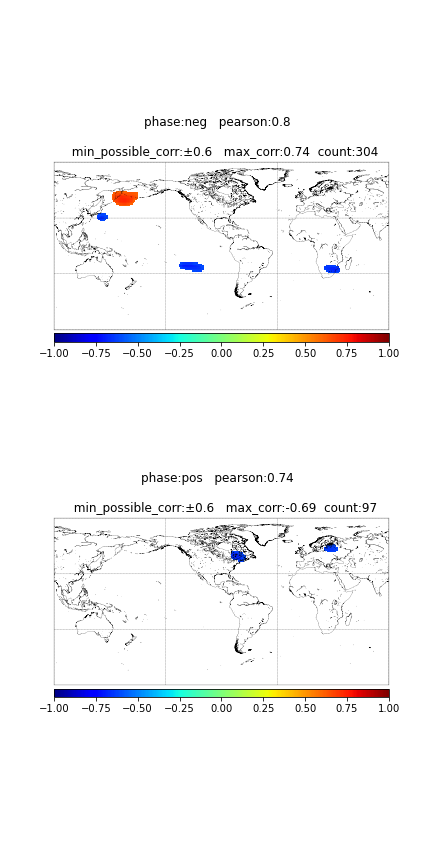 phase:neg   pearson:0.8
min_possible_corr:±0.6   max_corr:0.74  count:304
−1.00 −0.75 −0.50 −0.25 0.00 0.25 0.50 0.75 1.00
phase:pos   pearson:0.74
min_possible_corr:±0.6   max_corr:-0.69  count:97
−1.00 −0.75 −0.50 −0.25 0.00 0.25 0.50 0.75 1.00